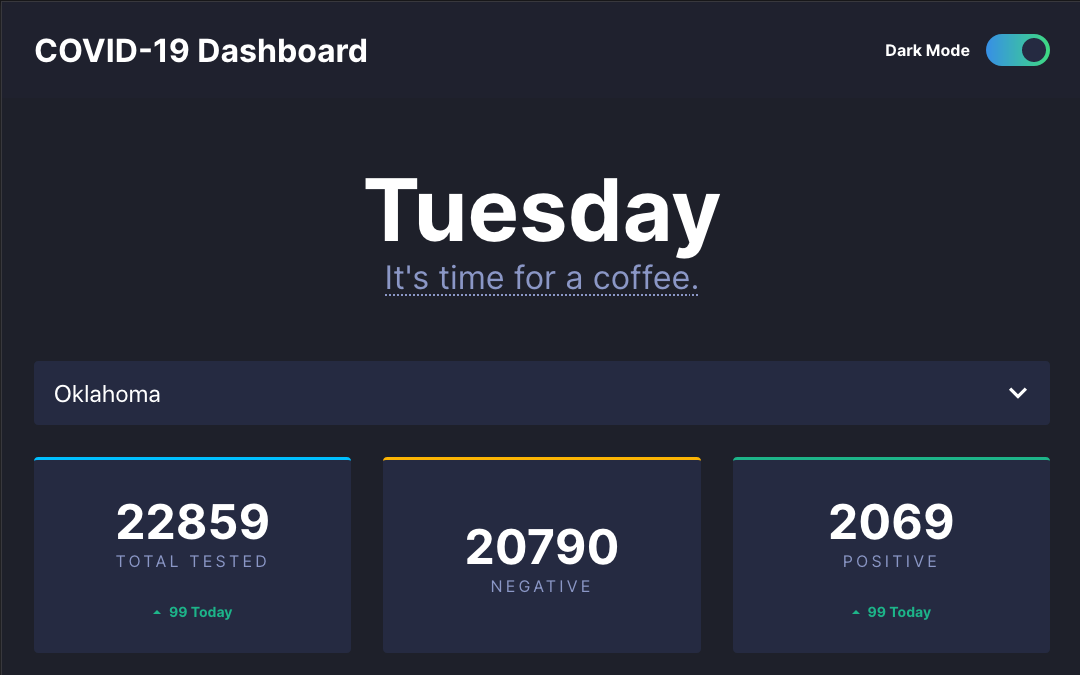 COVID-19 Dashboard
Dark Mode
Tuesday
It's time for a coffee.
Oklahoma
22859
TOTAL TESTED
99 Today
20790
NEGATIVE
2069
POSITIVE
99 Today